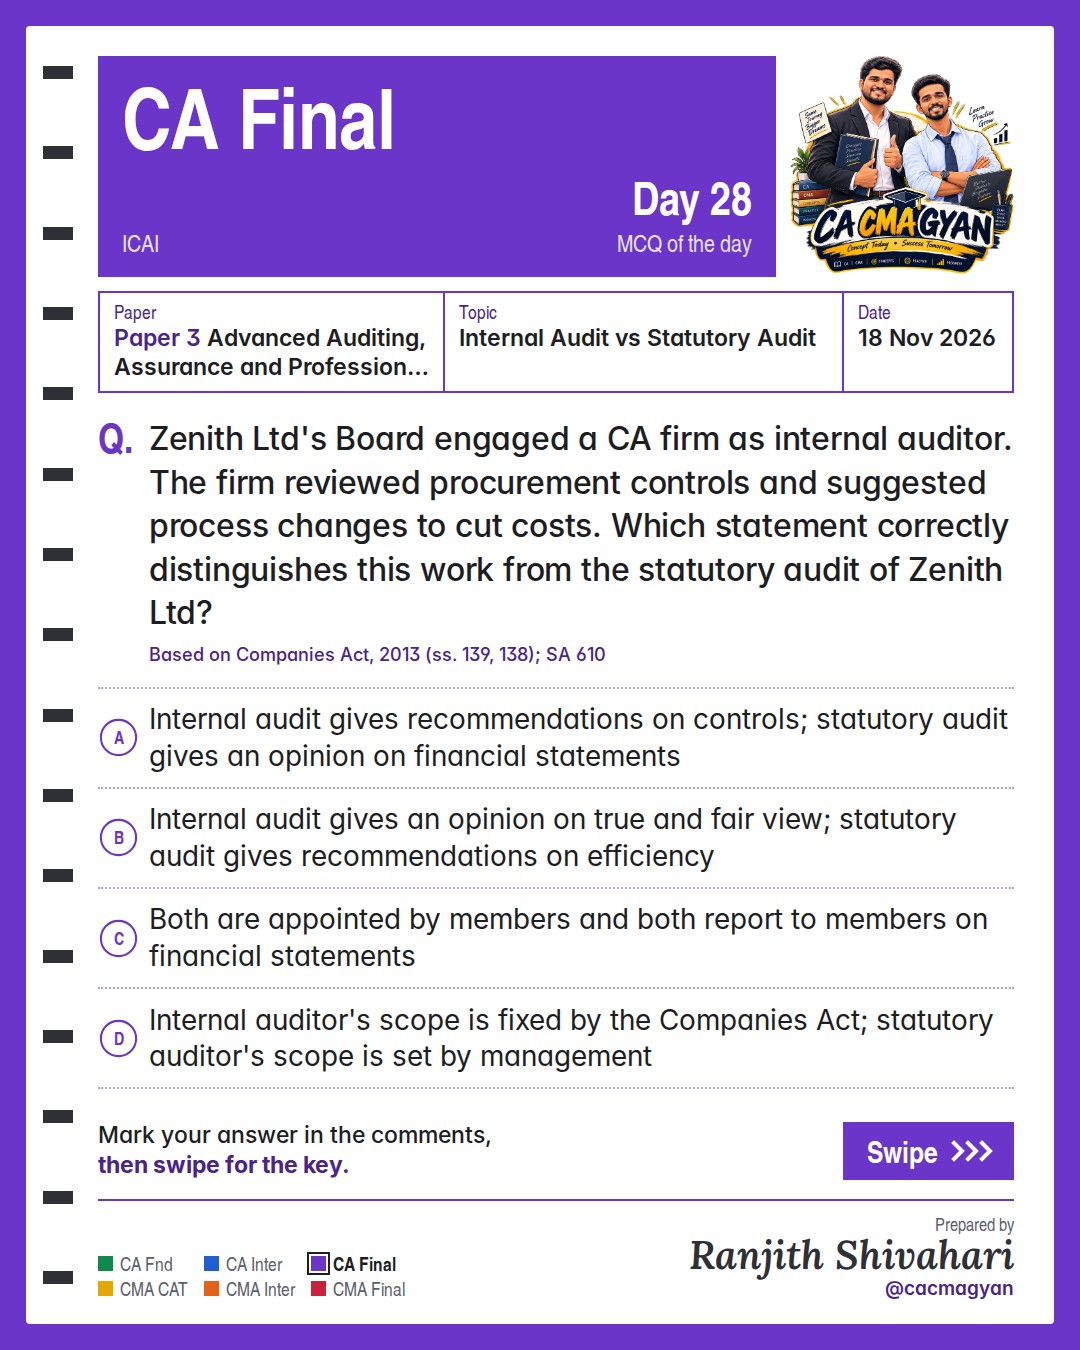 CA Final
Day 28
ICAI
MCQ of the day
Learn Practice Grow
CA CMA GYAN
Concept Today • Success Tomorrow
Paper
Paper 3 Advanced Auditing,
Assurance and Profession...
Topic
Internal Audit vs Statutory Audit
Date
18 Nov 2026
Q. Zenith Ltd's Board engaged a CA firm as internal auditor.
The firm reviewed procurement controls and suggested
process changes to cut costs. Which statement correctly
distinguishes this work from the statutory audit of Zenith
Ltd?
Based on Companies Act, 2013 (ss. 139, 138); SA 610
A Internal audit gives recommendations on controls; statutory audit
gives an opinion on financial statements
B Internal audit gives an opinion on true and fair view; statutory
audit gives recommendations on efficiency
C Both are appointed by members and both report to members on
financial statements
D Internal auditor's scope is fixed by the Companies Act; statutory
auditor's scope is set by management
Mark your answer in the comments,
then swipe for the key.
Swipe
Prepared by
Ranjith Shivahari
@cacmagyan
CA Fnd CA Inter CA Final
CMA CAT CMA Inter CMA Final